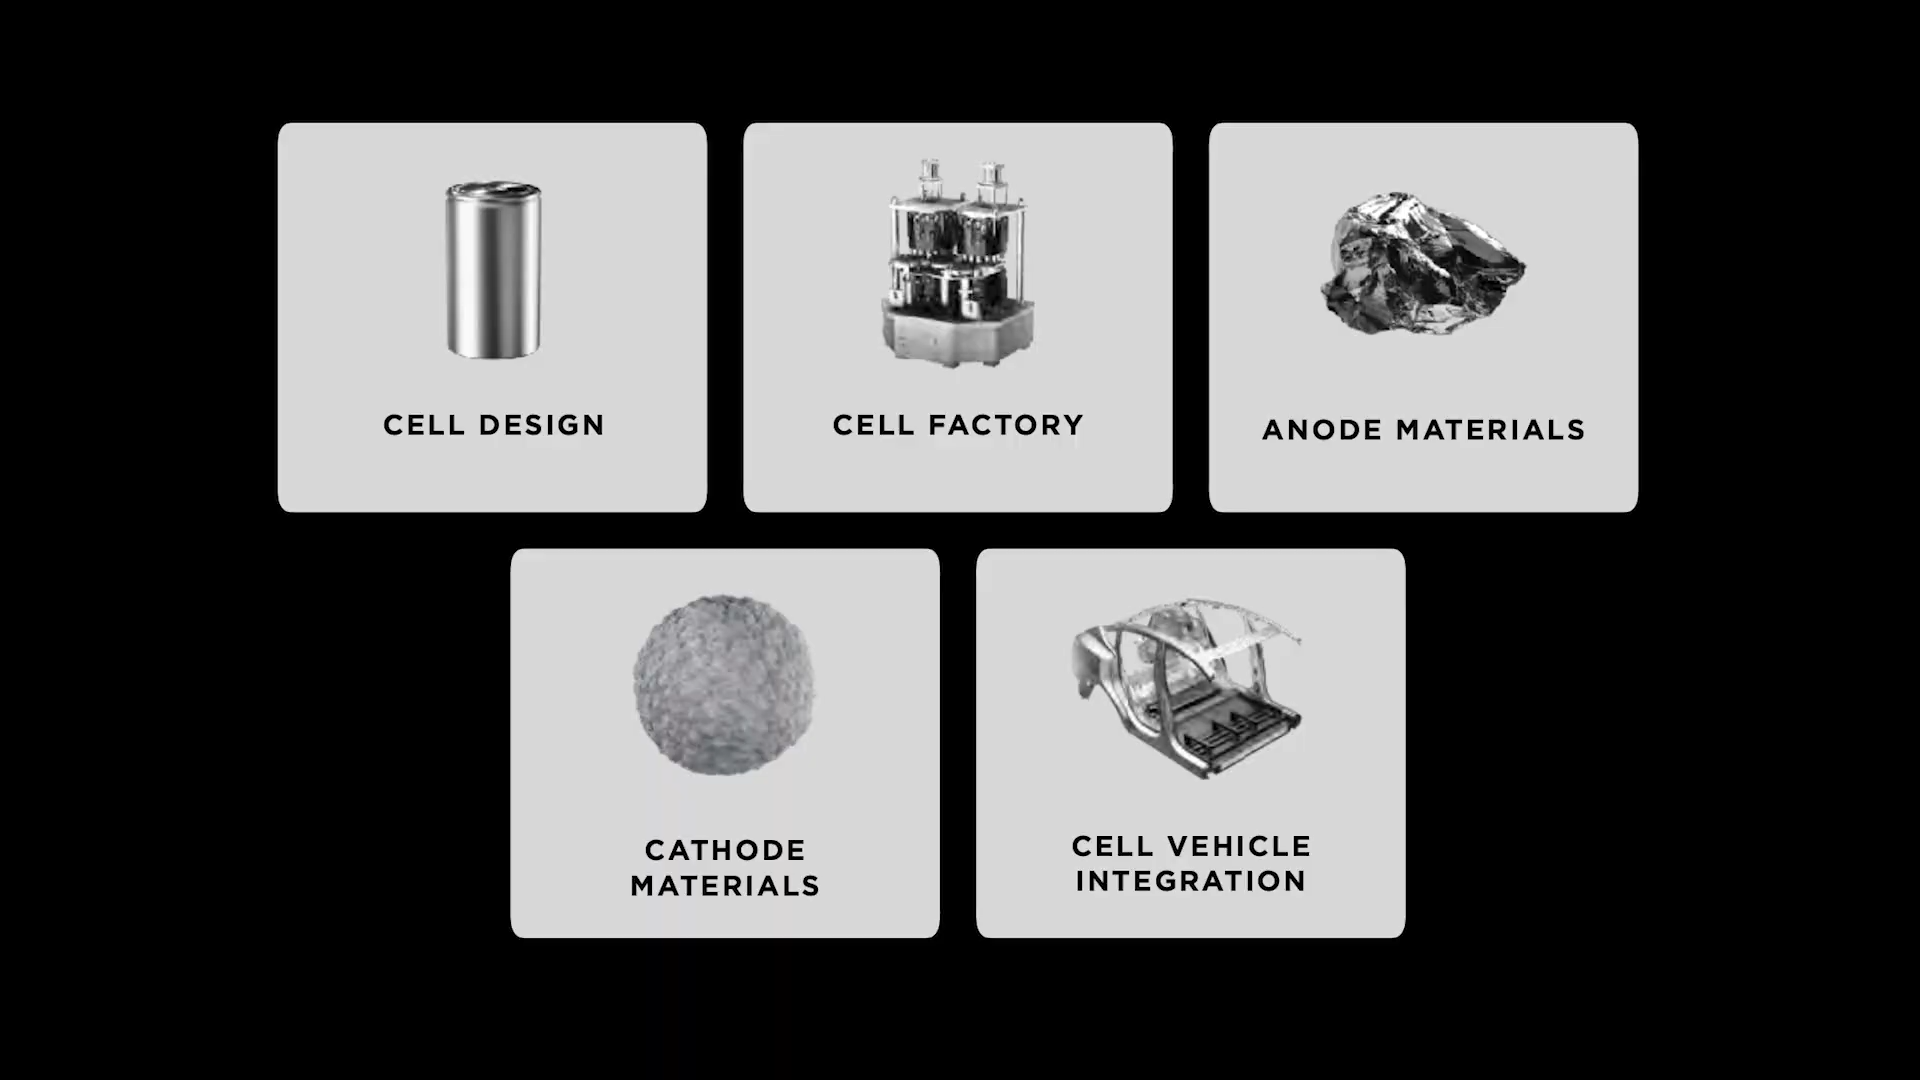 CELL DESIGN
CELL FACTORY
ANODE MATERIALS
CATHODE
MATERIALS
CELL VEHICLE
INTEGRATION